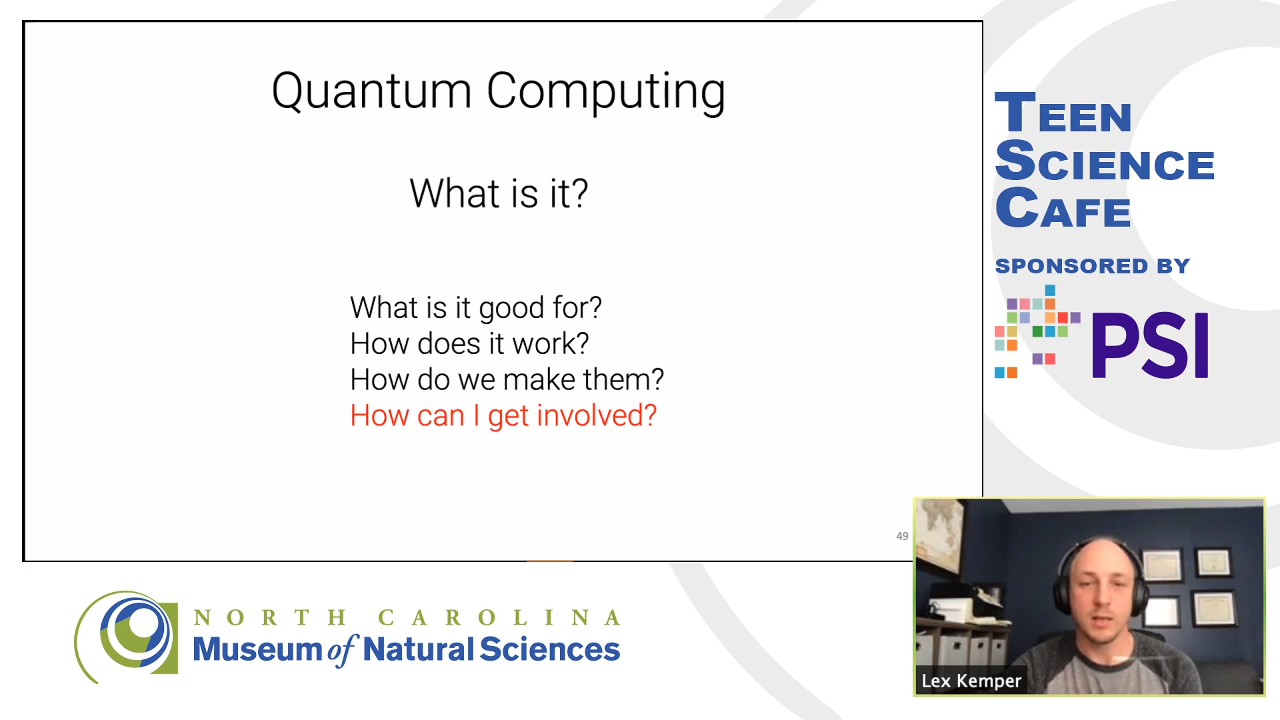 Quantum Computing
What is it?
What is it good for?
How does it work?
How do we make them?
How can I get involved?
49
TEEN
SCIENCE
CAFE
SPONSORED BY
PSI
NORTH CAROLINA
Museum of Natural Sciences
Lex Kemper